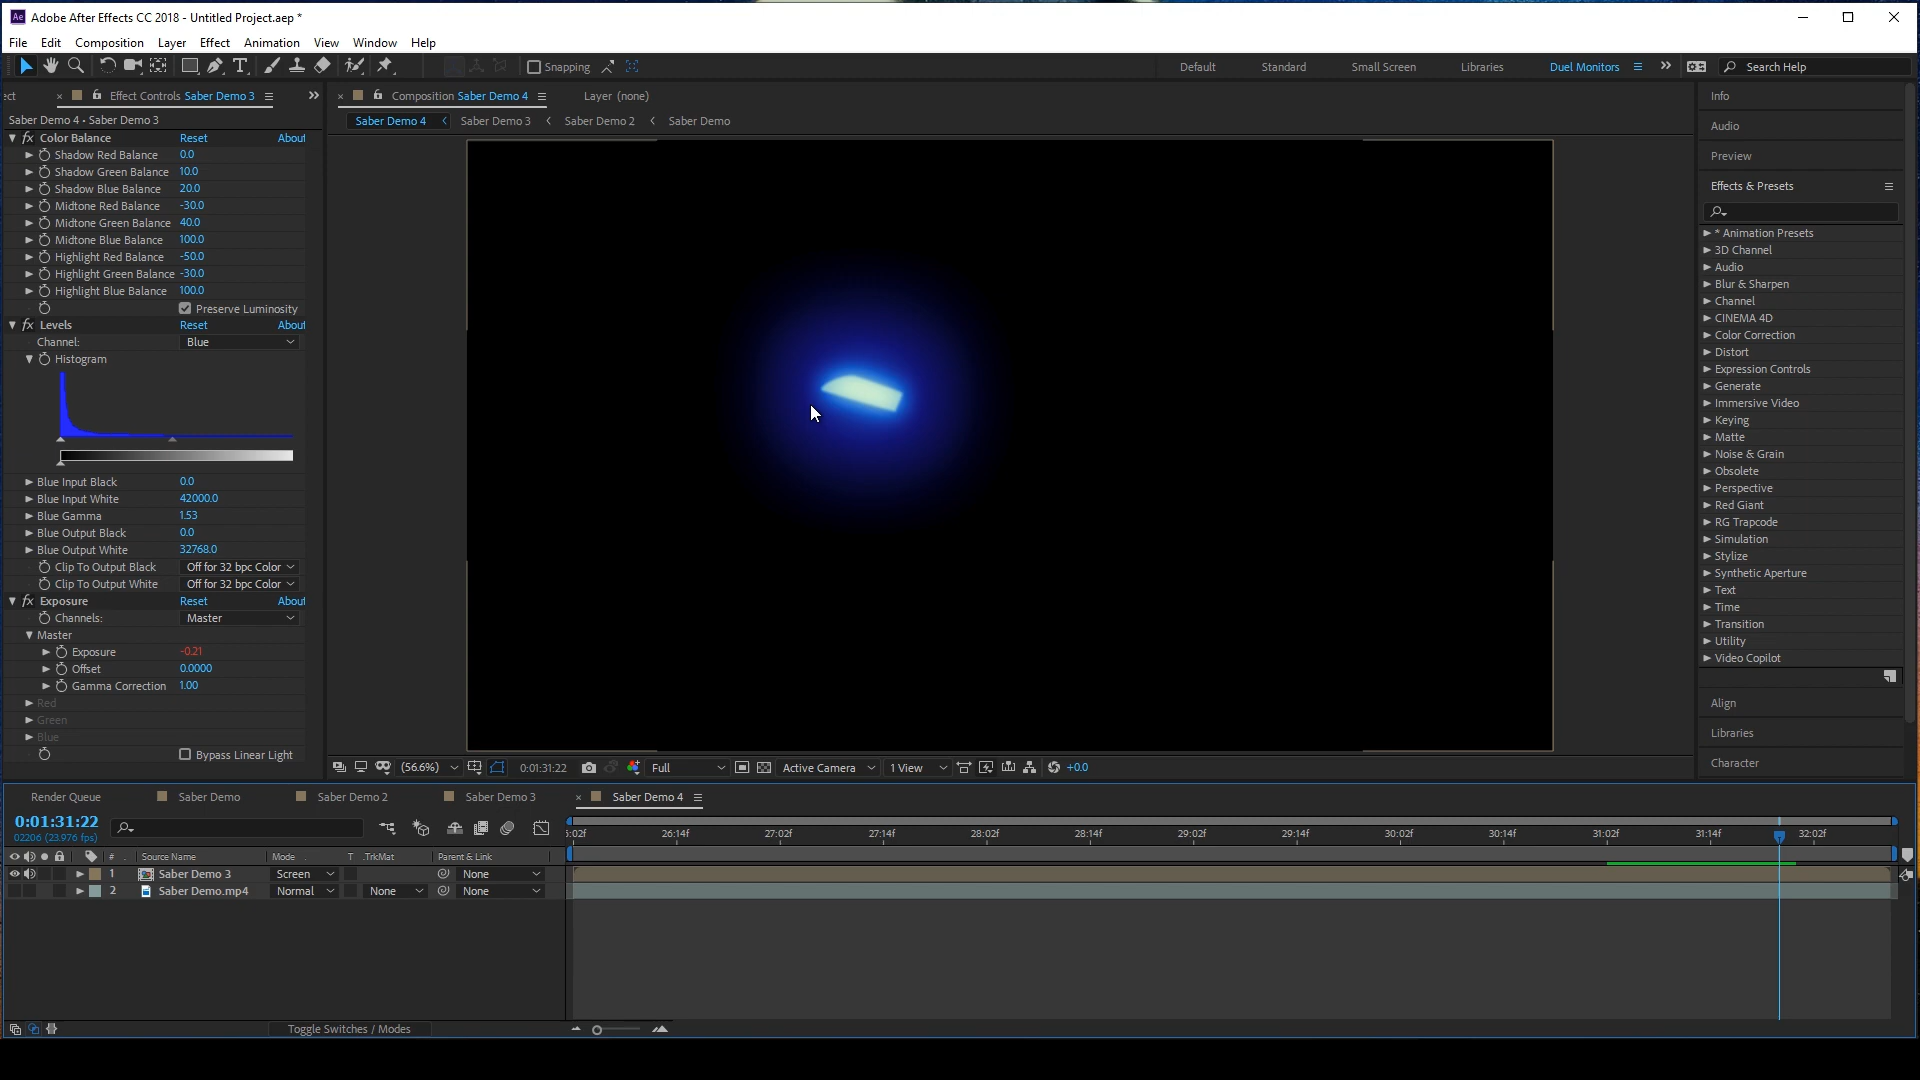 Ae Adobe After Effects CC 2018 - Untitled Project.aep *
File Edit Composition Layer Effect Animation View Window Help
Snapping Default Standard Small Screen Libraries Duel Monitors Search Help
ect × Effect Controls Saber Demo 3 × Composition Saber Demo 4 Layer (none)
Saber Demo 4 • Saber Demo 3
Saber Demo 4 Saber Demo 3 Saber Demo 2 Saber Demo
fx Color Balance Reset About
Shadow Red Balance 0.0
Shadow Green Balance 10.0
Shadow Blue Balance 20.0
Midtone Red Balance -30.0
Midtone Green Balance 40.0
Midtone Blue Balance 100.0
Highlight Red Balance -50.0
Highlight Green Balance -30.0
Highlight Blue Balance 100.0
Preserve Luminosity
fx Levels Reset About
Channel: Blue
Histogram
Blue Input Black 0.0
Blue Input White 42000.0
Blue Gamma 1.53
Blue Output Black 0.0
Blue Output White 32768.0
Clip To Output Black Off for 32 bpc Color
Clip To Output White Off for 32 bpc Color
fx Exposure Reset About
Channels: Master
Master
Exposure -0.21
Offset 0.0000
Gamma Correction 1.00
Red
Green
Blue
Bypass Linear Light
(56.6%) 0:01:31:22 Full Active Camera 1 View +0.0
Info
Audio
Preview
Effects & Presets
* Animation Presets
3D Channel
Audio
Blur & Sharpen
Channel
CINEMA 4D
Color Correction
Distort
Expression Controls
Generate
Immersive Video
Keying
Matte
Noise & Grain
Obsolete
Perspective
Red Giant
RG Trapcode
Simulation
Stylize
Synthetic Aperture
Text
Time
Transition
Utility
Video Copilot
Align
Libraries
Character
Render Queue Saber Demo Saber Demo 2 Saber Demo 3 × Saber Demo 4
0:01:31:22
02206 (23.976 fps)
5:02f 26:14f 27:02f 27:14f 28:02f 28:14f 29:02f 29:14f 30:02f 30:14f 31:02f 31:14f 32:02f
# Source Name Mode T .TrkMat Parent & Link
1 Saber Demo 3 Screen None
2 Saber Demo.mp4 Normal None None
Toggle Switches / Modes